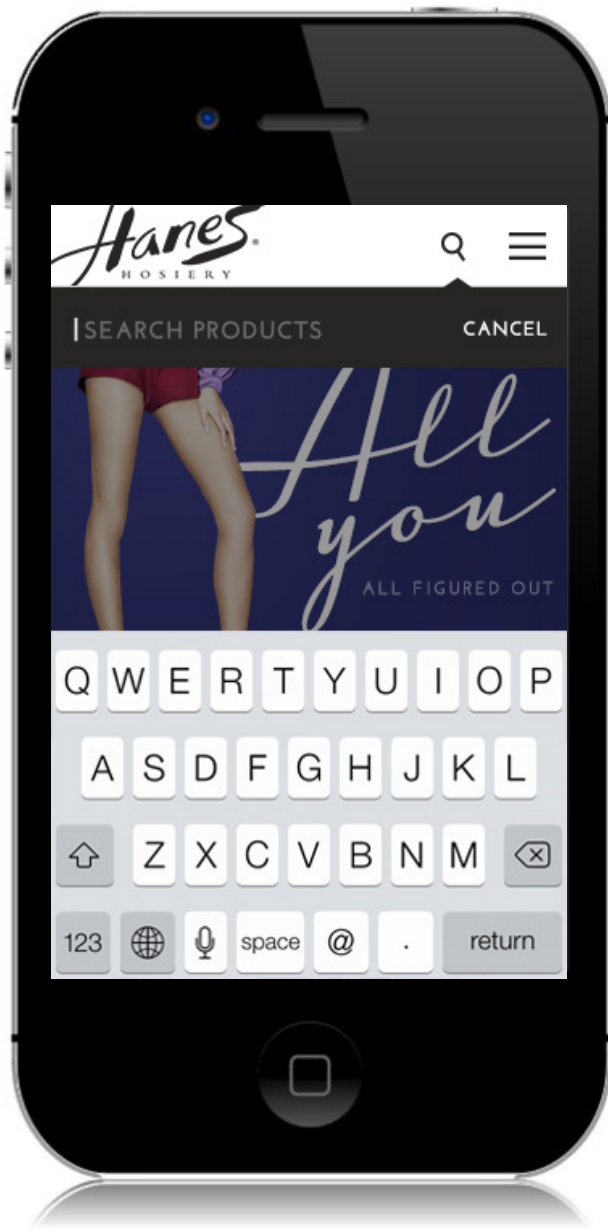 Hanes®
HOSIERY
SEARCH PRODUCTS CANCEL
All
you
ALL FIGURED OUT
Q W E R T Y U I O P
A S D F G H J K L
Z X C V B N M
123 space @ . return